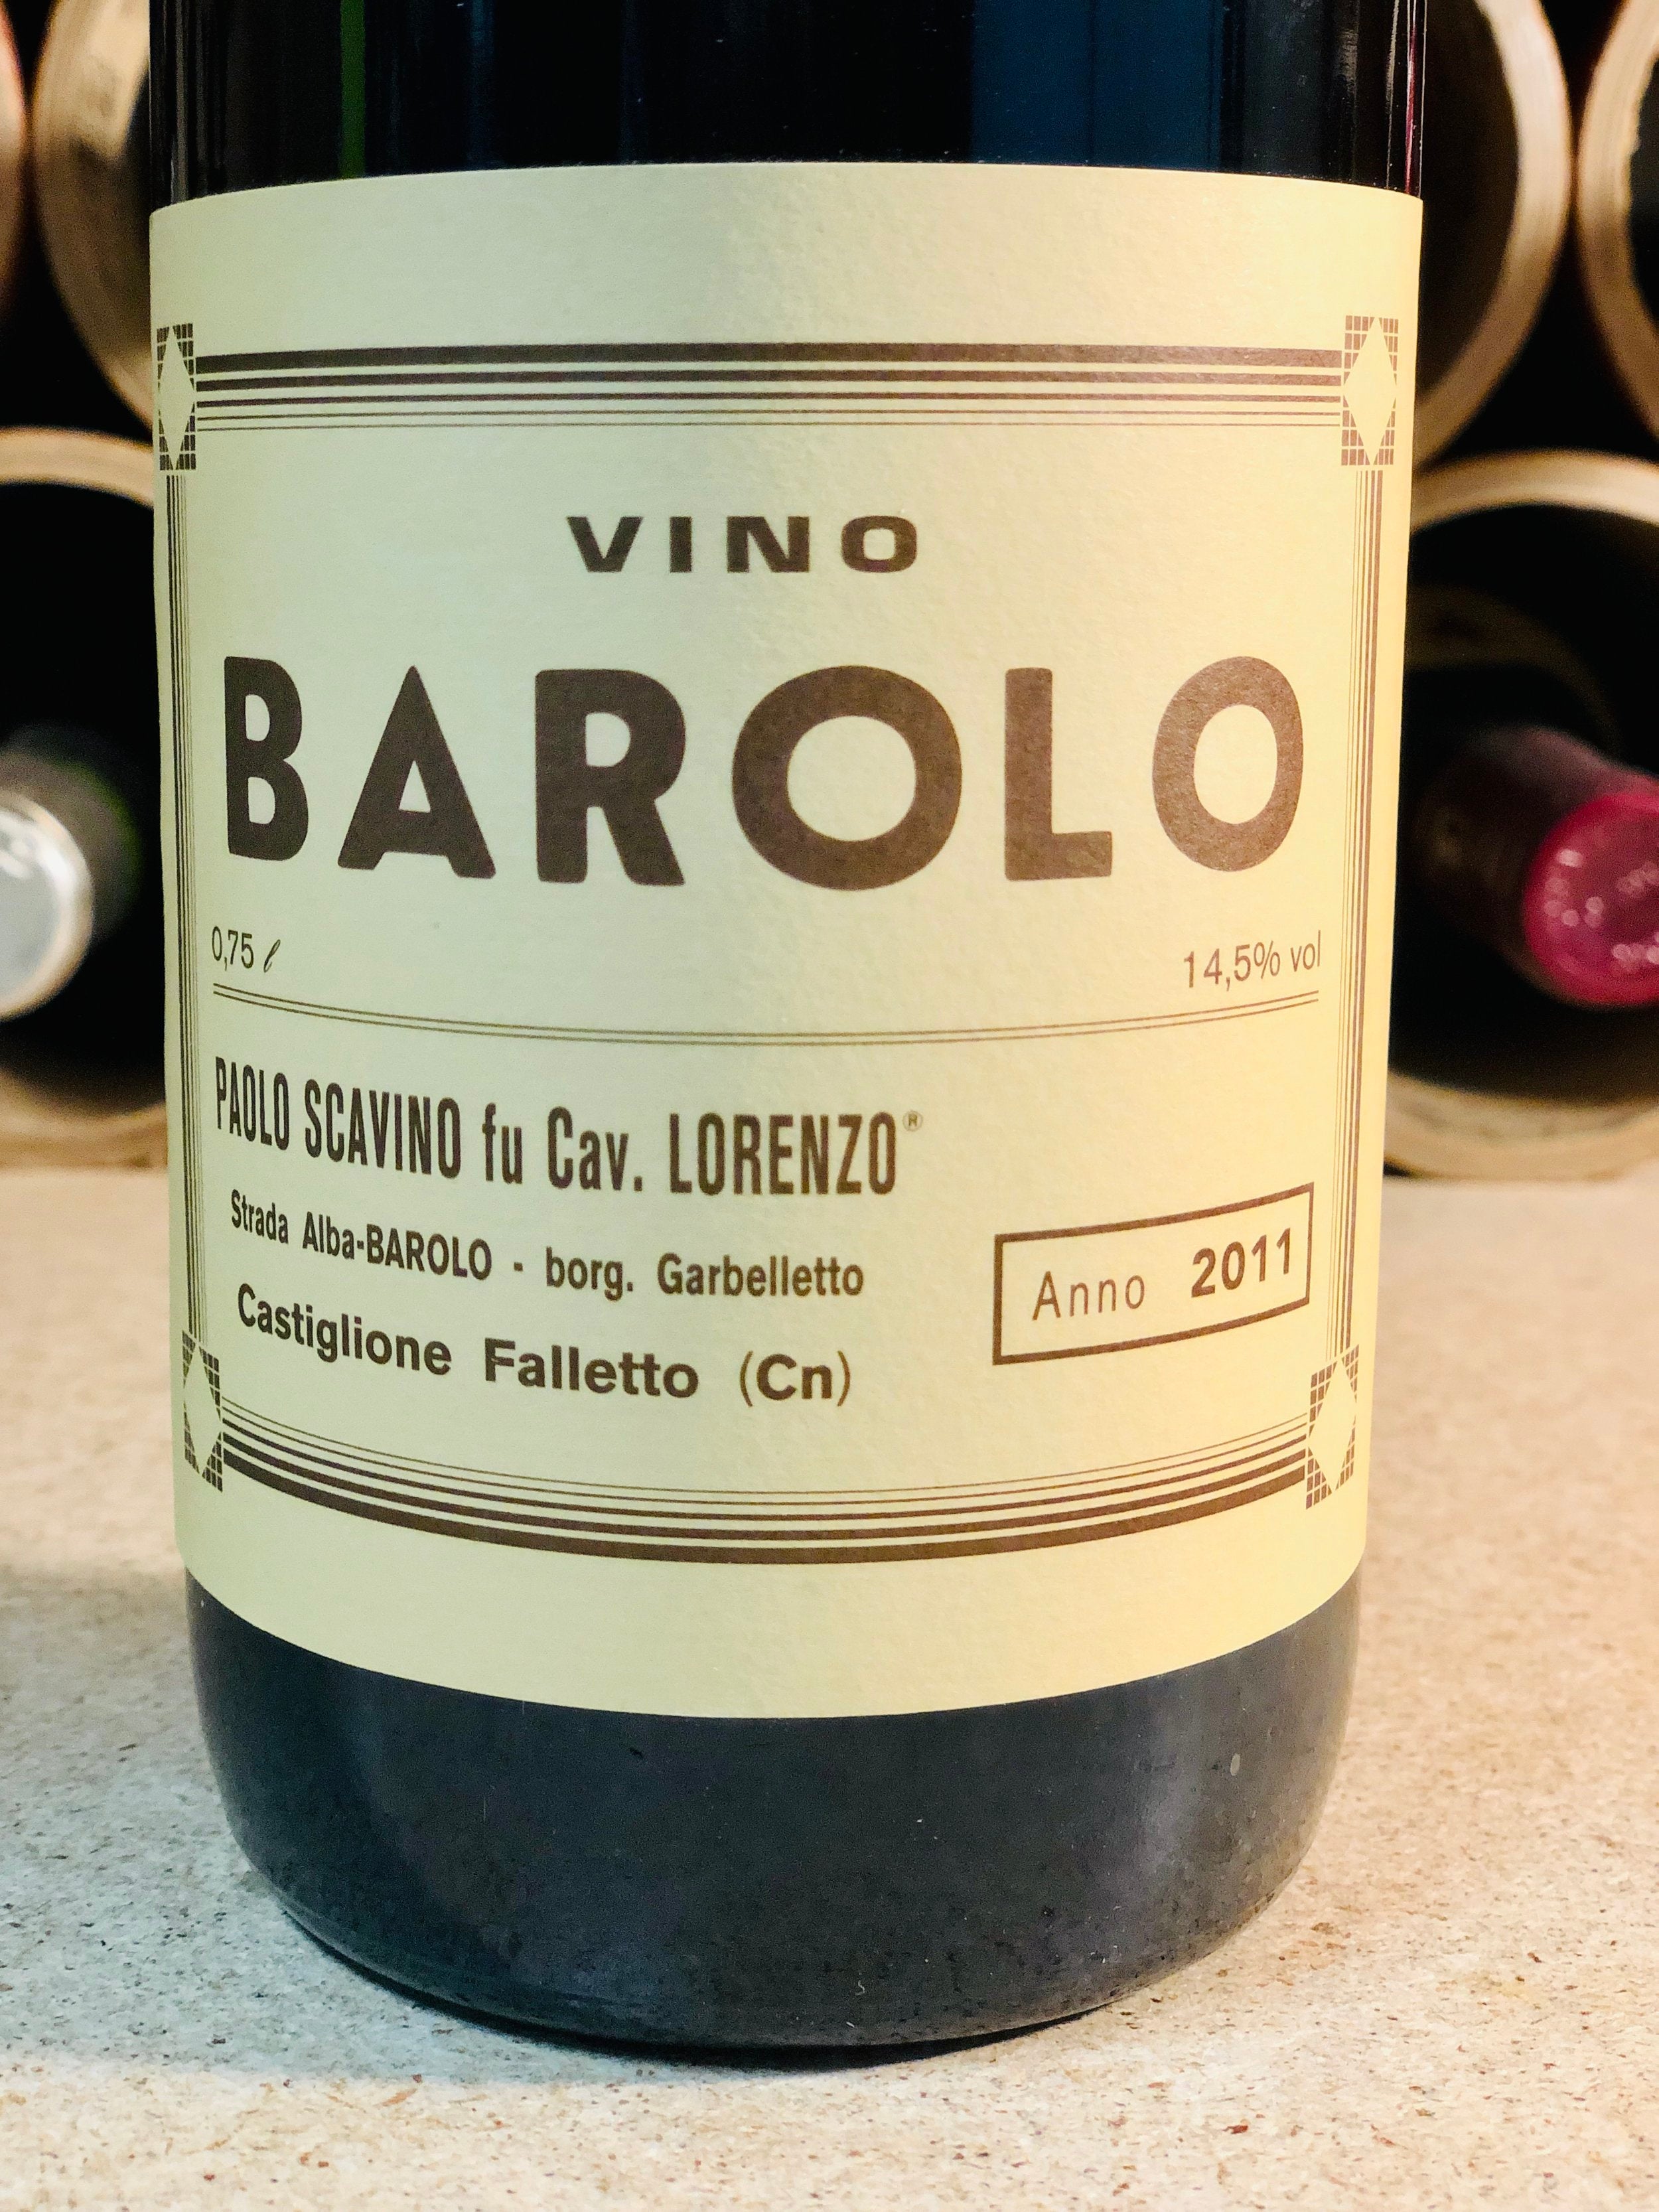 VINO
BAROLO
0,75 ℓ 14,5% vol
PAOLO SCAVINO fu Cav. LORENZO®
Strada Alba-BAROLO - borg. Garbelletto
Castiglione Falletto (Cn)
Anno 2011